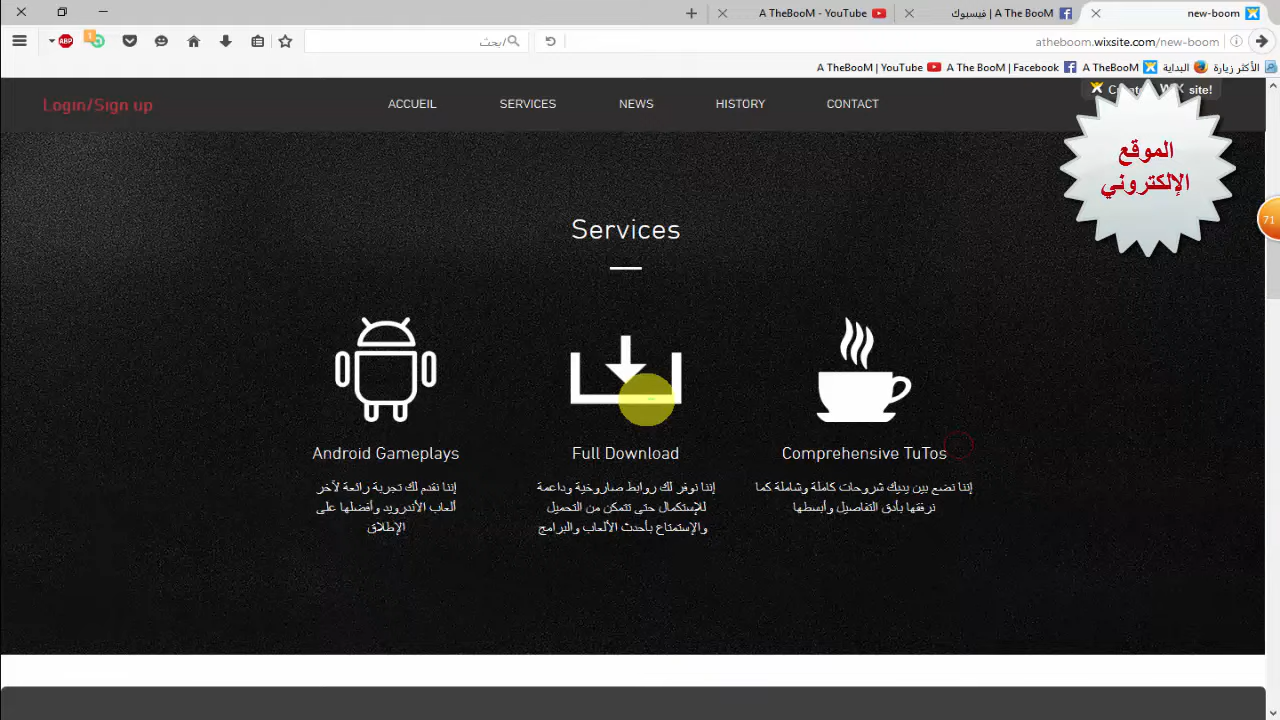 A TheBooM - YouTube
A The BooM | فيسبوك
new-boom
بحث
atheboom.wixsite.com/new-boom
A TheBooM | YouTube
A The BooM | Facebook
A TheBooM
البداية
الأكثر زيارة
Login/Sign up
ACCUEIL
SERVICES
NEWS
HISTORY
CONTACT
site!
الموقع
الإلكتروني
71
Services
Android Gameplays
إننا نقدم لك تجربة رائعة لآخر
ألعاب الأندرويد وأفضلها على
الإطلاق
Full Download
إننا نوفر لك روابط صاروخية وداعمة
للإستكمال حتى تتمكن من التحميل
والإستمتاع بأحدث الألعاب والبرامج
Comprehensive TuTos
إننا نضع بين يديك شروحات كاملة وشاملة كما
نرفقها بأدق التفاصيل وأبسطها